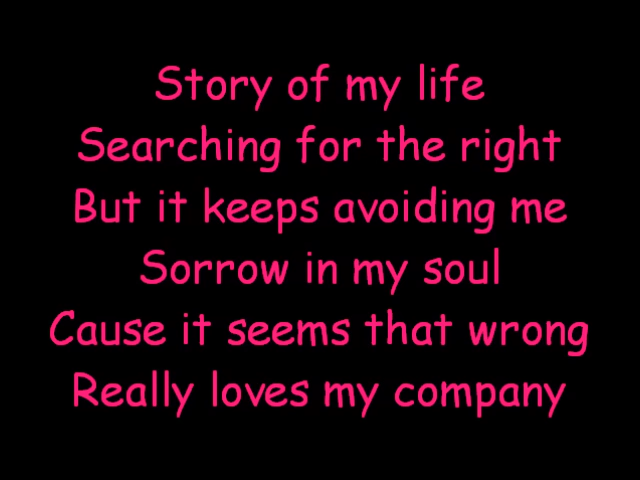 Story of my life
Searching for the right
But it keeps avoiding me
Sorrow in my soul
Cause it seems that wrong
Really loves my company